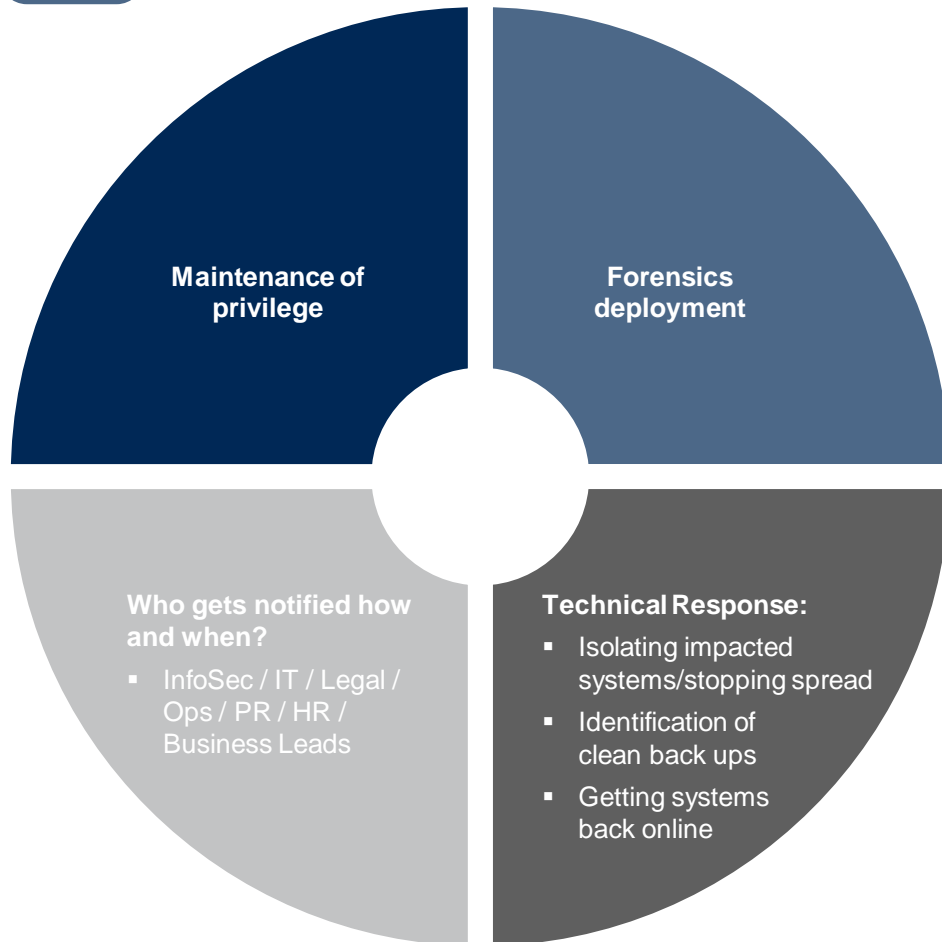 Maintenance of
privilege
Forensics
deployment
Who gets notified how
and when?
▪ InfoSec / IT / Legal /
Ops / PR / HR /
Business Leads
Technical Response:
▪ Isolating impacted
systems/stopping spread
▪ Identification of
clean back ups
▪ Getting systems
back online